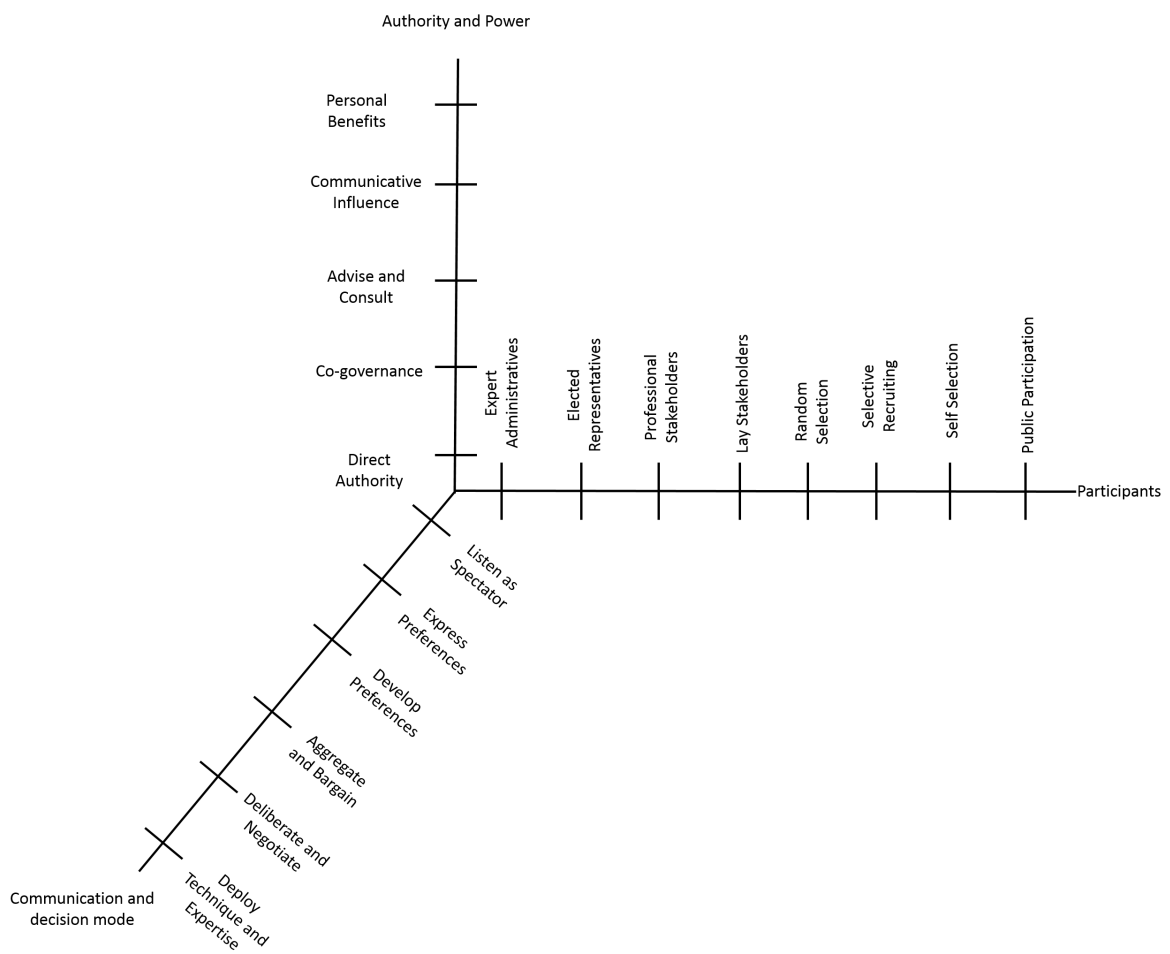 Authority and Power
Personal
Benefits
Communicative
Influence
Advise and
Consult
Co-governance
Direct
Authority
Expert
Administratives
Elected
Representatives
Professional
Stakeholders
Lay Stakeholders
Random
Selection
Selective
Recruiting
Self Selection
Public Participation
Participants
Listen as
Spectator
Express
Preferences
Develop
Preferences
Aggregate
and Bargain
Deliberate and
Negotiate
Deploy
Technique and
Expertise
Communication and
decision mode